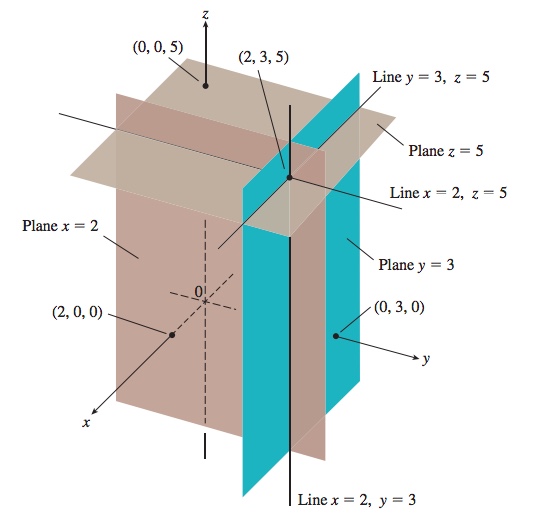 z
(0, 0, 5)
(2, 3, 5)
Line y = 3, z = 5
Plane z = 5
Line x = 2, z = 5
Plane x = 2
Plane y = 3
0
(2, 0, 0)
(0, 3, 0)
y
x
Line x = 2, y = 3